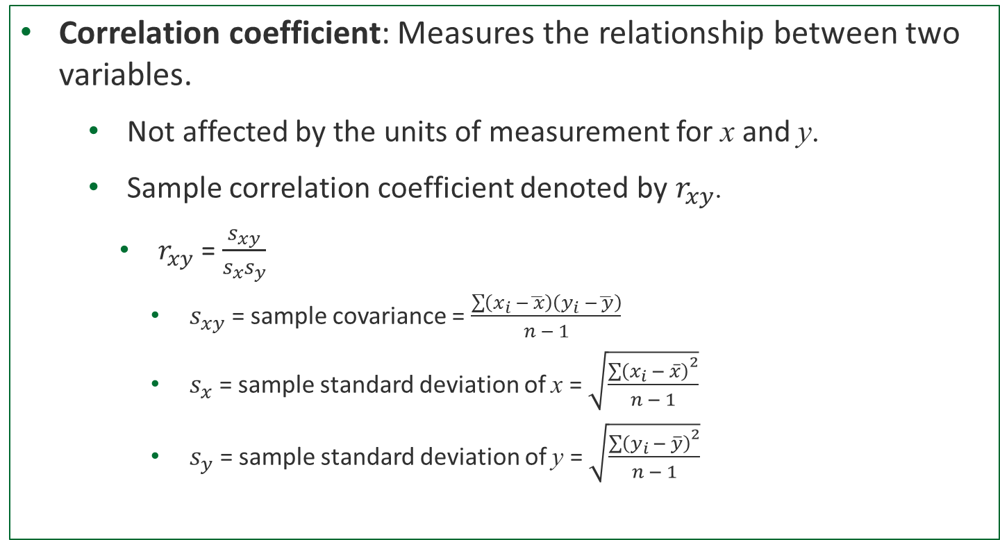 • Correlation coefficient: Measures the relationship between two
variables.
• Not affected by the units of measurement for x and y.
• Sample correlation coefficient denoted by r_{xy}.
• r_{xy} = \frac{s_{xy}}{s_x s_y}
• s_{xy} = sample covariance = \frac{∑(x_i − \overline{x})(y_i − \overline{y})}{n − 1}
• s_x = sample standard deviation of x = \sqrt{\frac{∑(x_i − \bar{x})^2}{n − 1}}
• s_y = sample standard deviation of y = \sqrt{\frac{∑(y_i − \bar{y})^2}{n − 1}}